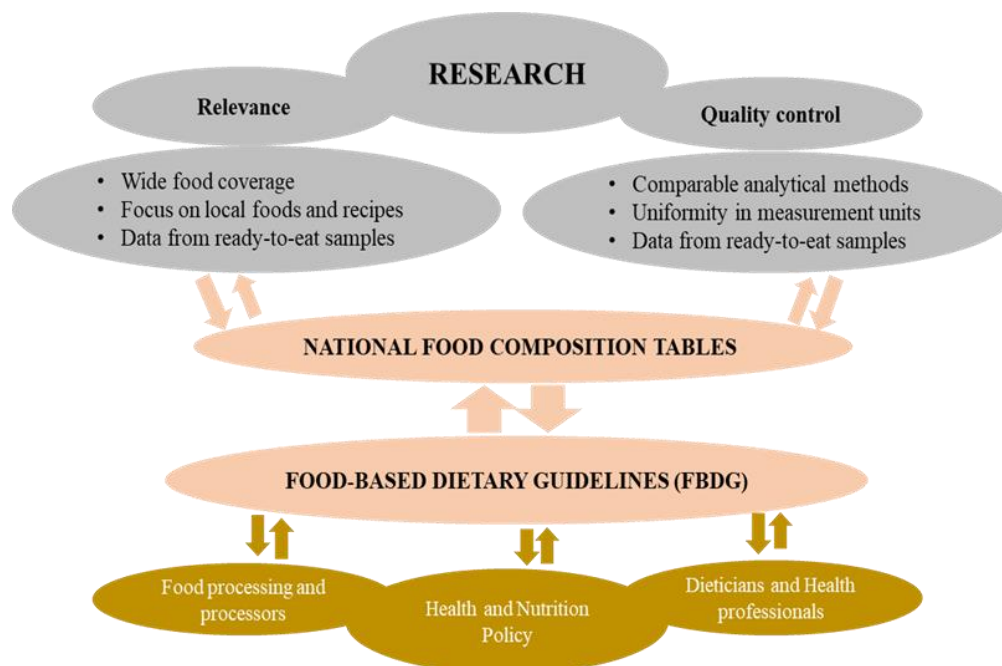 RESEARCH
Relevance
Quality control
• Wide food coverage
• Focus on local foods and recipes
• Data from ready-to-eat samples
• Comparable analytical methods
• Uniformity in measurement units
• Data from ready-to-eat samples
NATIONAL FOOD COMPOSITION TABLES
FOOD-BASED DIETARY GUIDELINES (FBDG)
Food processing and
processors
Health and Nutrition
Policy
Dieticians and Health
professionals